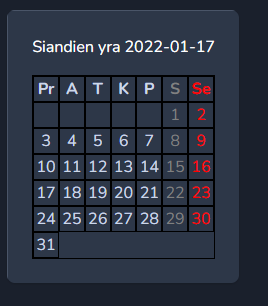 Siandien yra 2022-01-17
Pr A T K P S Se
1 2
3 4 5 6 7 8 9
10 11 12 13 14 15 16
17 18 19 20 21 22 23
24 25 26 27 28 29 30
31